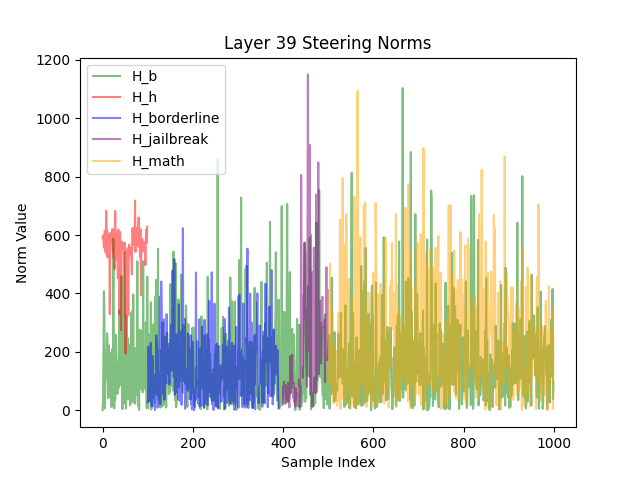 Layer 39 Steering Norms
1200
1000
800
600
400
200
0
Norm Value
H_b
H_h
H_borderline
H_jailbreak
H_math
0
200
400
600
800
1000
Sample Index